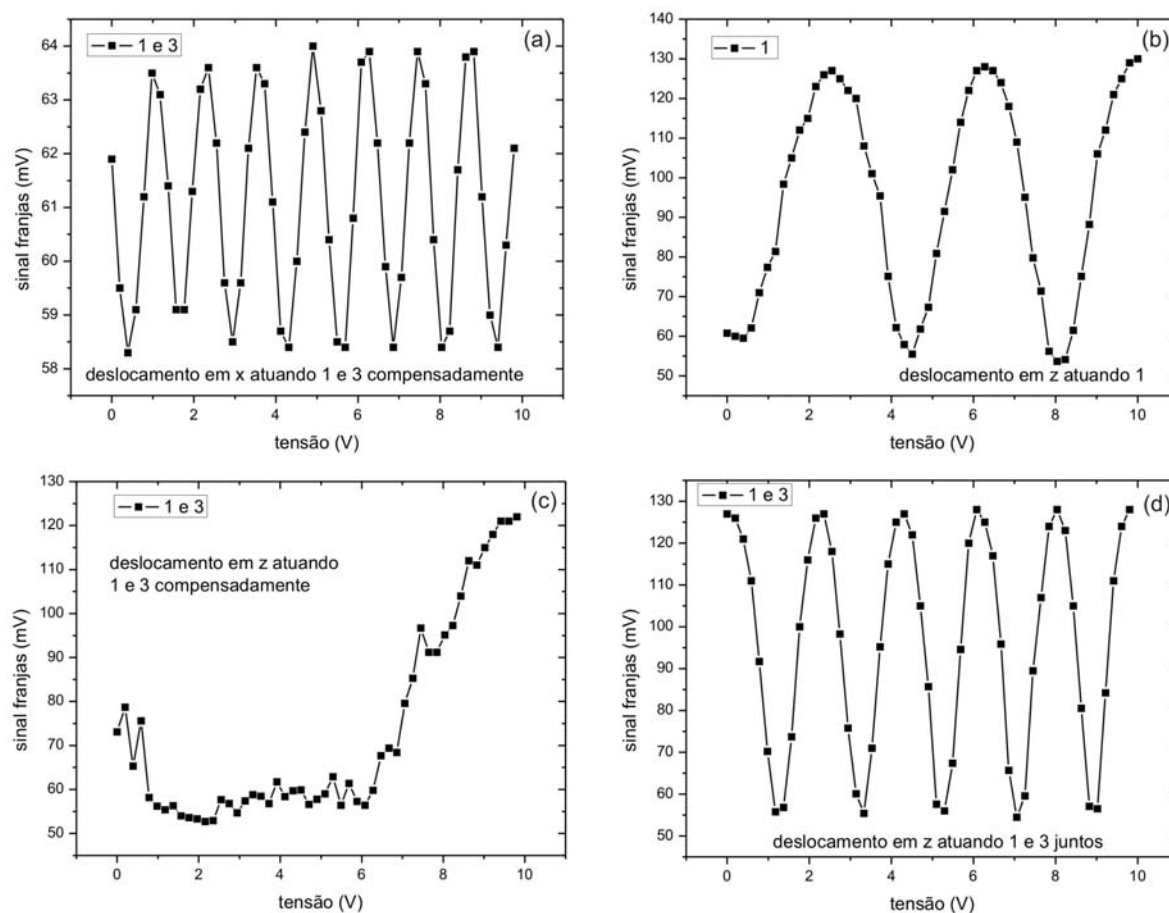 (a)
1 e 3
64
63
62
61
60
59
58
sinal franjas (mV)
deslocamento em x atuando 1 e 3 compensadamente
0 2 4 6 8 10
tensão (V)
(b)
1
140
130
120
110
100
90
80
70
60
50
sinal franjas (mV)
deslocamento em z atuando 1
0 2 4 6 8 10
tensão (V)
(c)
1 e 3
130
120
110
100
90
80
70
60
50
sinal franjas (mV)
deslocamento em z atuando
1 e 3 compensadamente
0 2 4 6 8 10
tensão (V)
(d)
1 e 3
130
120
110
100
90
80
70
60
50
sinal franjas (mV)
deslocamento em z atuando 1 e 3 juntos
0 2 4 6 8 10
tensão (V)